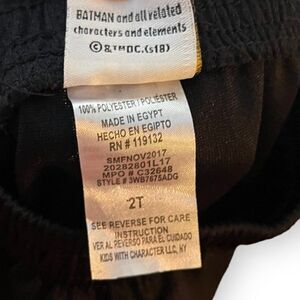 BATMAN and all related
characters and elements
© & TM DC. (s18)
100% POLYESTER/POLIÉSTER
MADE IN EGYPT
HECHO EN EGIPTO
RN # 119132
SMFNOV2017
20282801L17
MPO # C32648
STYLE # 3WB7675ADG
2T
SEE REVERSE FOR CARE
INSTRUCTION
VER AL REVERSO PARA EL CUIDADO
KIDS WITH CHARACTER LLC, NY